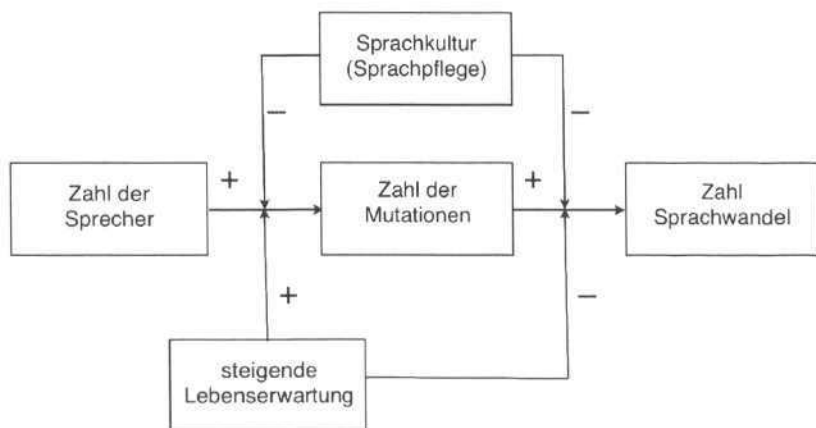 Sprachkultur
(Sprachpflege)
−
−
Zahl der
Sprecher
+
Zahl der
Mutationen
+
Zahl
Sprachwandel
+
−
steigende
Lebenserwartung